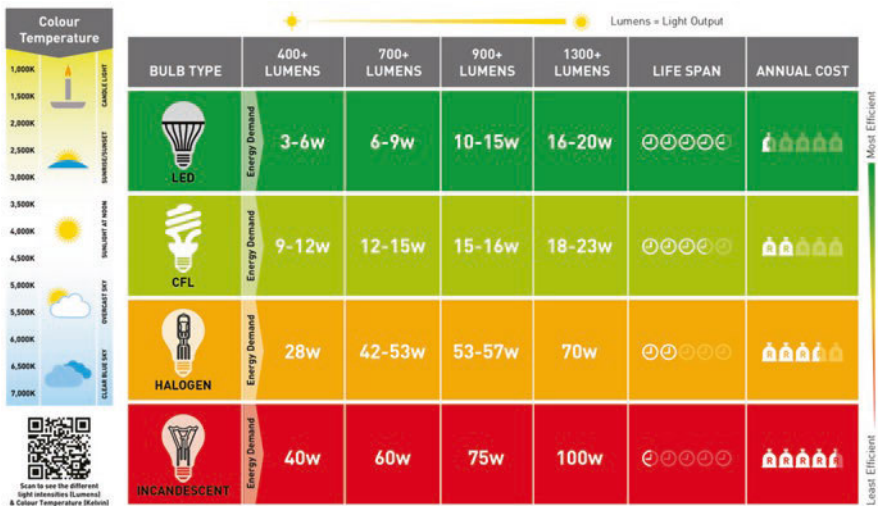 Colour
Temperature
1,000K
1,500K
2,000K
2,500K
3,000K
3,500K
4,000K
4,500K
5,000K
5,500K
6,000K
6,500K
7,000K
CANDLE LIGHT
SUNRISE/SUNSET
SUNLIGHT AT NOON
OVERCAST SKY
CLEAR BLUE SKY
Scan to see the different
light intensities (Lumens)
& Colour Temperature (Kelvin)
Lumens = Light Output
BULB TYPE
400+
LUMENS
700+
LUMENS
900+
LUMENS
1300+
LUMENS
LIFE SPAN
ANNUAL COST
LED
Energy Demand
3-6w
6-9w
10-15w
16-20w
CFL
Energy Demand
9-12w
12-15w
15-16w
18-23w
R R
HALOGEN
Energy Demand
28w
42-53w
53-57w
70w
R R R
INCANDESCENT
Energy Demand
40w
60w
75w
100w
R R R R
Most Efficient
Least Efficient